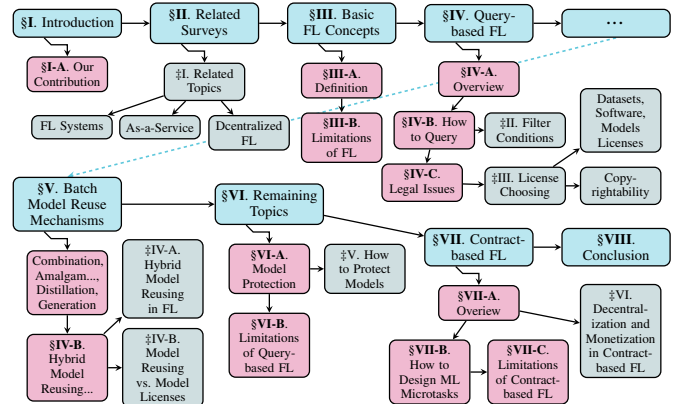 §I. Introduction
§II. Related
Surveys
§III. Basic
FL Concepts
§IV. Query-
based FL
...
§I-A. Our
Contribution
‡I. Related
Topics
FL Systems
As-a-Service
Decentralized
FL
§III-A.
Definition
§III-B.
Limitations
of FL
§IV-A.
Overview
§IV-B. How
to Query
‡II. Filter
Conditions
§IV-C.
Legal Issues
‡III. License
Choosing
Datasets,
Software,
Models
Licenses
Copy-
rightability
§V. Batch
Model Reuse
Mechanisms
§VI. Remaining
Topics
§VII. Contract-
based FL
§VIII.
Conclusion
Combination,
Amalgam...,
Distillation,
Generation
‡IV-A.
Hybrid
Model
Reusing
in FL
§IV-B.
Hybrid
Model
Reusing...
‡IV-B.
Model
Reusing
vs. Model
Licenses
§VI-A.
Model
Protection
‡V. How
to Protect
Models
§VI-B.
Limitations
of Query-
based FL
§VII-A.
Overiew
‡VI.
Decentral-
ization and
Monetization
in Contract-
based FL
§VII-B.
How to
Design ML
Microtasks
§VII-C.
Limitations
of Contract-
based FL